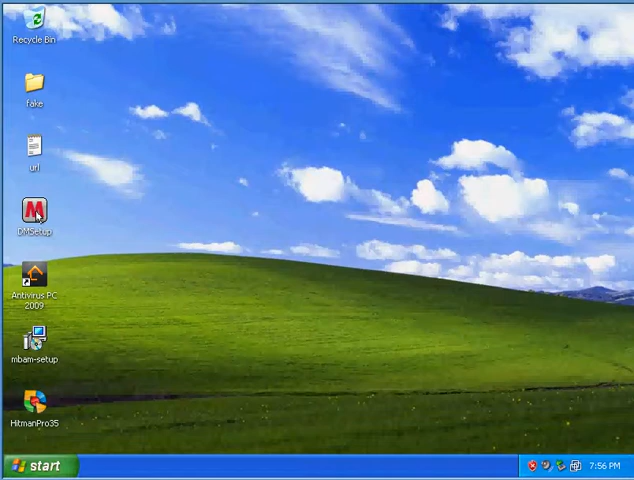 Recycle Bin
fake
url
M
DMSetup
Antivirus PC
2009
mbam-setup
HitmanPro35
start
7:56 PM